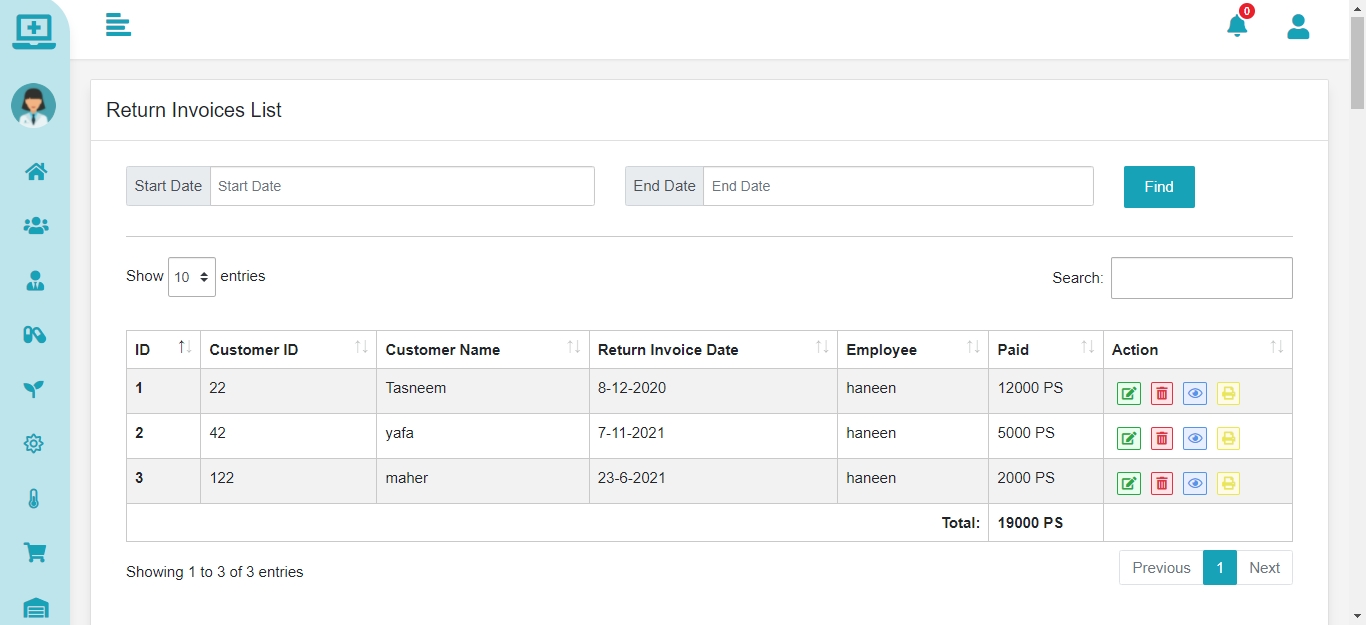 0
Return Invoices List
Start Date Start Date End Date End Date Find
Show 10 entries Search:
ID Customer ID Customer Name Return Invoice Date Employee Paid Action
1 22 Tasneem 8-12-2020 haneen 12000 PS
2 42 yafa 7-11-2021 haneen 5000 PS
3 122 maher 23-6-2021 haneen 2000 PS
Total: 19000 PS
Showing 1 to 3 of 3 entries Previous 1 Next